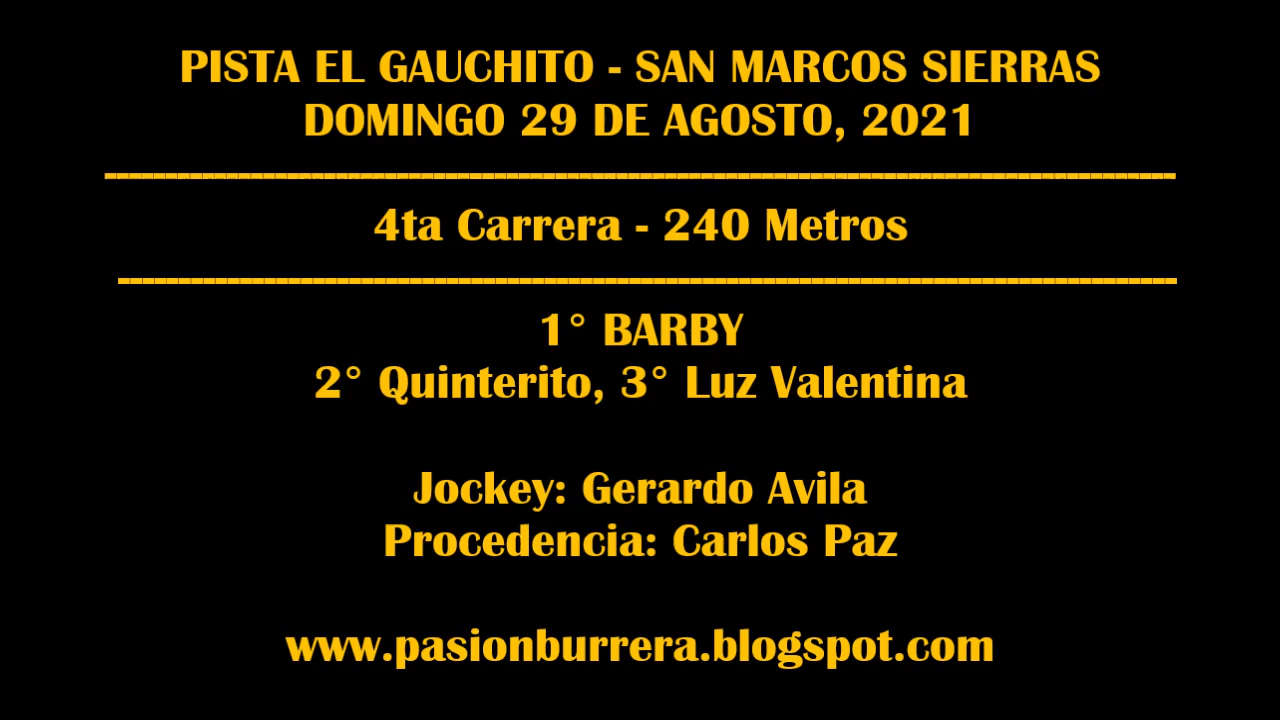 PISTA EL GAUCHITO - SAN MARCOS SIERRAS
DOMINGO 29 DE AGOSTO, 2021
4ta Carrera - 240 Metros
1° BARBY
2° Quinterito, 3° Luz Valentina
Jockey: Gerardo Avila
Procedencia: Carlos Paz
www.pasionburrera.blogspot.com